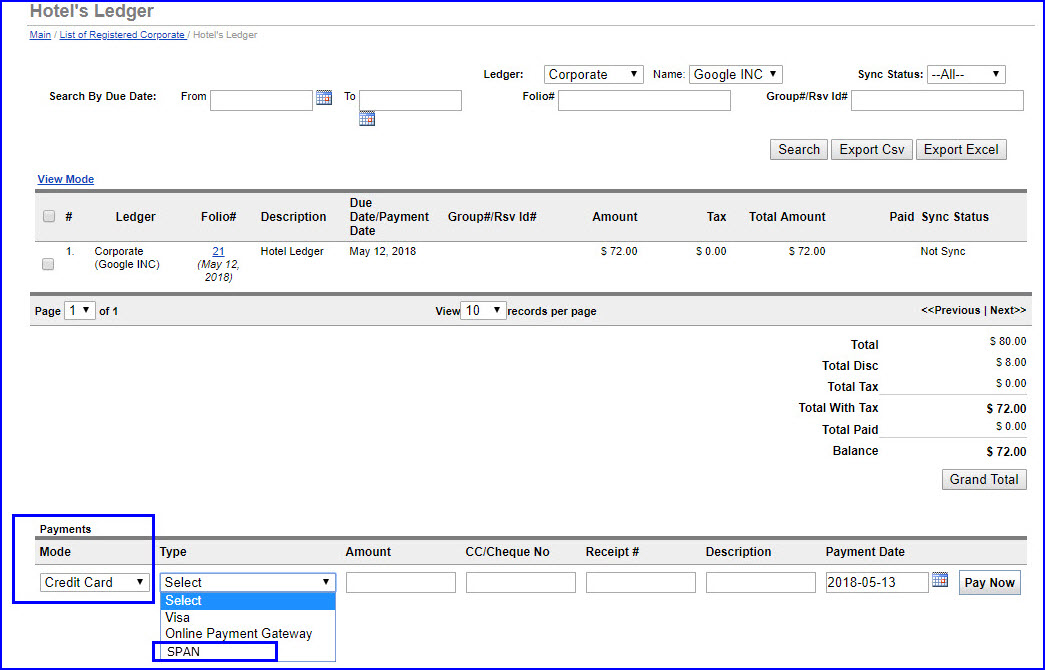 Hotel's Ledger
Main / List of Registered Corporate / Hotel's Ledger
Ledger: Corporate Name: Google INC Sync Status: --All--
Search By Due Date: From To Folio# Group#/Rsv Id#
Search Export Csv Export Excel
View Mode
# Ledger Folio# Description Due Date/Payment Date Group#/Rsv Id# Amount Tax Total Amount Paid Sync Status
1. Corporate (Google INC) 21 (May 12, 2018) Hotel Ledger May 12, 2018 $ 72.00 $ 0.00 $ 72.00 Not Sync
Page 1 of 1 View 10 records per page <<Previous | Next>>
Total $ 80.00
Total Disc $ 8.00
Total Tax $ 0.00
Total With Tax $ 72.00
Total Paid $ 0.00
Balance $ 72.00
Grand Total
Payments
Mode Type Amount CC/Cheque No Receipt # Description Payment Date
Credit Card Select 2018-05-13 Pay Now
Select
Visa
Online Payment Gateway
SPAN